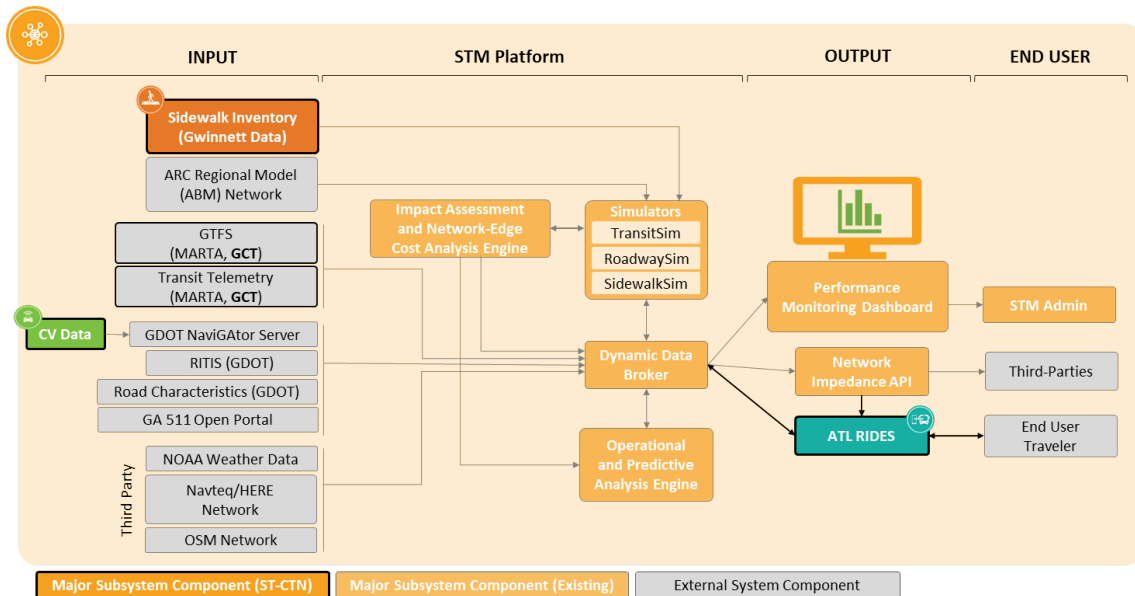 INPUT
STM Platform
OUTPUT
END USER
Sidewalk Inventory
(Gwinnett Data)
ARC Regional Model
(ABM) Network
GTFS
(MARTA, GCT)
Transit Telemetry
(MARTA, GCT)
CV Data
GDOT NaviGAtor Server
RITIS (GDOT)
Road Characteristics (GDOT)
GA 511 Open Portal
Third Party
NOAA Weather Data
Navteq/HERE
Network
OSM Network
Impact Assessment
and Network-Edge
Cost Analysis Engine
Simulators
TransitSim
RoadwaySim
SidewalkSim
Dynamic Data
Broker
Operational
and Predictive
Analysis Engine
Performance
Monitoring Dashboard
Network
Impedance API
ATL RIDES
STM Admin
Third-Parties
End User
Traveler
Major Subsystem Component (ST-CTN)
Major Subsystem Component (Existing)
External System Component